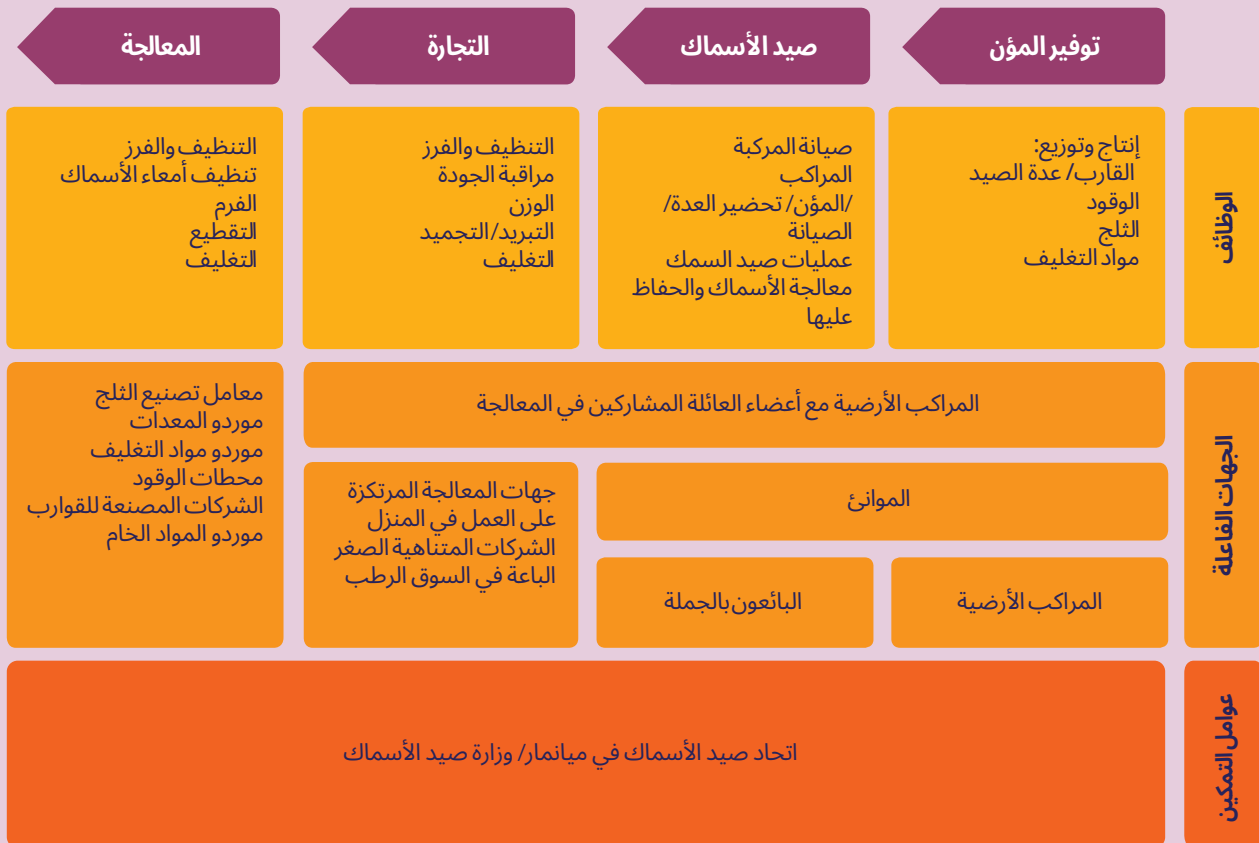 توفير المؤن
صيد الأسماك
التجارة
المعالجة
الوظائف
إنتاج وتوزيع:
القارب/ عدة الصيد
الوقود
الثلج
مواد التغليف
صيانة المركبة
المراكب
/المؤن/ تحضير العدة/
الصيانة
عمليات صيد السمك
معالجة الأسماك والحفاظ
عليها
التنظيف والفرز
مراقبة الجودة
الوزن
التبريد/التجميد
التغليف
التنظيف والفرز
تنظيف أمعاء الأسماك
الفرم
التقطيع
التغليف
الجهات الفاعلة
المراكب الأرضية مع أعضاء العائلة المشاركين في المعالجة
الموانئ
المراكب الأرضية
البائعون بالجملة
جهات المعالجة المرتكزة
على العمل في المنزل
الشركات المتناهية الصغر
الباعة في السوق الرطب
معامل تصنيع الثلج
موردو المعدات
موردو مواد التغليف
محطات الوقود
الشركات المصنعة للقوارب
موردو المواد الخام
عوامل التمكين
اتحاد صيد الأسماك في ميانمار/ وزارة صيد الأسماك